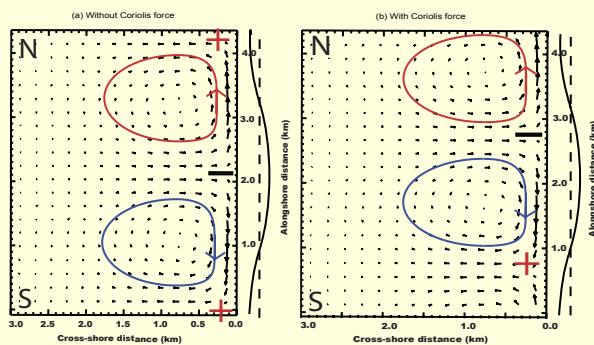 (a) Without Coriolis force
(b) With Coriolis force
N
N
4.0
4.0
3.0
3.0
2.0
2.0
1.0
1.0
S
S
Alongshore distance (km)
Alongshore distance (km)
3.0 2.5 2.0 1.5 1.0 0.5 0.0
3.0 2.0 1.0 0.0
Cross-shore distance (km)
Cross-shore distance (km)